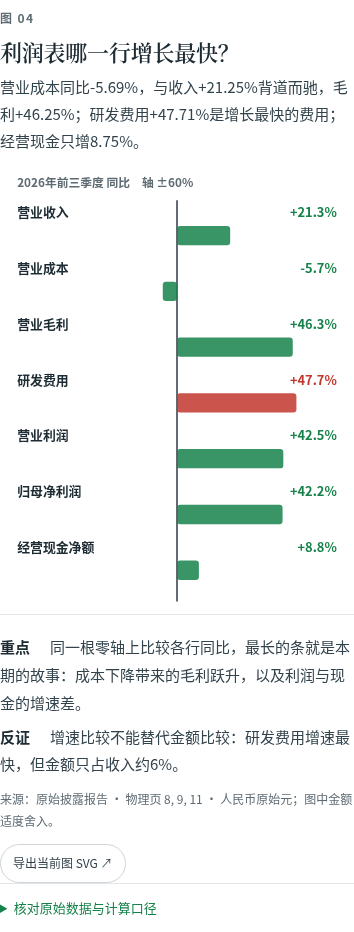 图 04
利润表哪一行增长最快？
营业成本同比-5.69%，与收入+21.25%背道而驰，毛
利+46.25%；研发费用+47.71%是增长最快的费用；
经营现金只增8.75%。
2026年前三季度 同比 轴 ±60%
营业收入 +21.3%
营业成本 -5.7%
营业毛利 +46.3%
研发费用 +47.7%
营业利润 +42.5%
归母净利润 +42.2%
经营现金净额 +8.8%
重点 同一根零轴上比较各行同比，最长的条就是本
期的故事：成本下降带来的毛利跃升，以及利润与现
金的增速差。
反证 增速比较不能替代金额比较：研发费用增速最
快，但金额只占收入约6%。
来源：原始披露报告 · 物理页 8, 9, 11 · 人民币原始元；图中金额
适度舍入。
导出当前图 SVG ↗
▶ 核对原始数据与计算口径